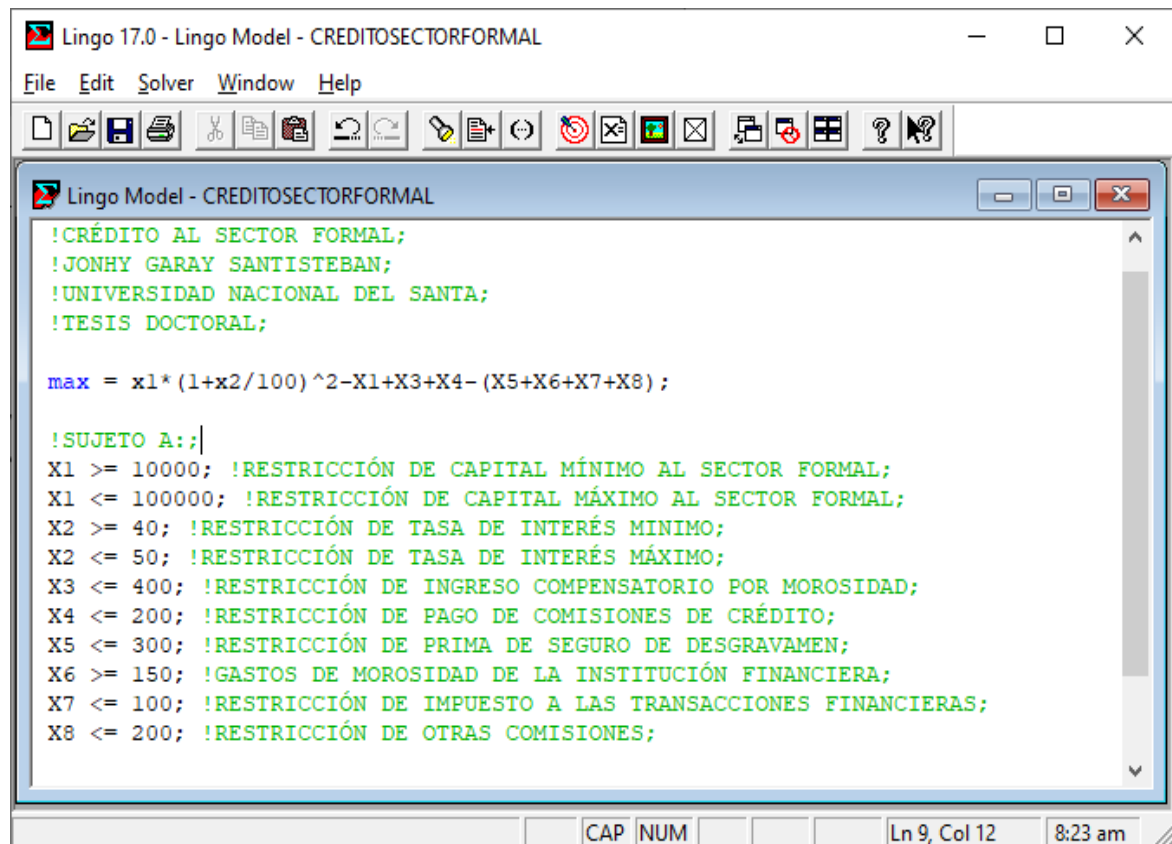 Lingo 17.0 - Lingo Model - CREDITOSECTORFORMAL
File Edit Solver Window Help
Lingo Model - CREDITOSECTORFORMAL
!CRÉDITO AL SECTOR FORMAL;
!JONHY GARAY SANTISTEBAN;
!UNIVERSIDAD NACIONAL DEL SANTA;
!TESIS DOCTORAL;
max = x1*(1+x2/100)^2-X1+X3+X4-(X5+X6+X7+X8);
!SUJETO A:;
X1 >= 10000; !RESTRICCIÓN DE CAPITAL MÍNIMO AL SECTOR FORMAL;
X1 <= 100000; !RESTRICCIÓN DE CAPITAL MÁXIMO AL SECTOR FORMAL;
X2 >= 40; !RESTRICCIÓN DE TASA DE INTERÉS MINIMO;
X2 <= 50; !RESTRICCIÓN DE TASA DE INTERÉS MÁXIMO;
X3 <= 400; !RESTRICCIÓN DE INGRESO COMPENSATORIO POR MOROSIDAD;
X4 <= 200; !RESTRICCIÓN DE PAGO DE COMISIONES DE CRÉDITO;
X5 <= 300; !RESTRICCIÓN DE PRIMA DE SEGURO DE DESGRAVAMEN;
X6 >= 150; !GASTOS DE MOROSIDAD DE LA INSTITUCIÓN FINANCIERA;
X7 <= 100; !RESTRICCIÓN DE IMPUESTO A LAS TRANSACCIONES FINANCIERAS;
X8 <= 200; !RESTRICCIÓN DE OTRAS COMISIONES;
CAP NUM Ln 9, Col 12 8:23 am